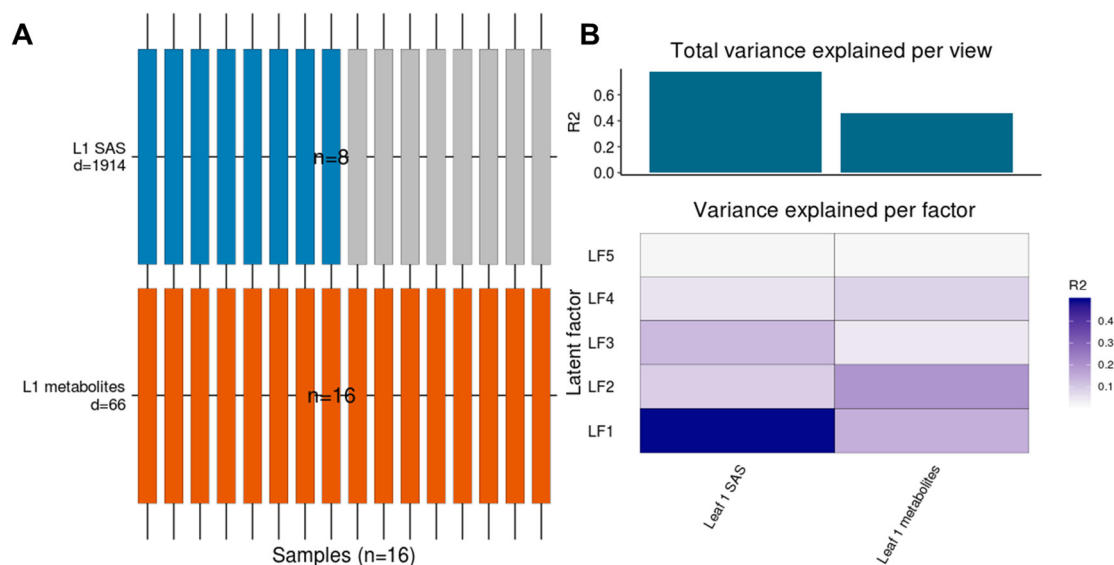 A
L1 SAS
d=1914
n=8
L1 metabolites
d=66
n=16
Samples (n=16)
B
Total variance explained per view
R2
0.6
0.4
0.2
0.0
Variance explained per factor
Latent factor
LF5
LF4
LF3
LF2
LF1
Leaf 1 SAS
Leaf 1 metabolites
R2
0.4
0.3
0.2
0.1